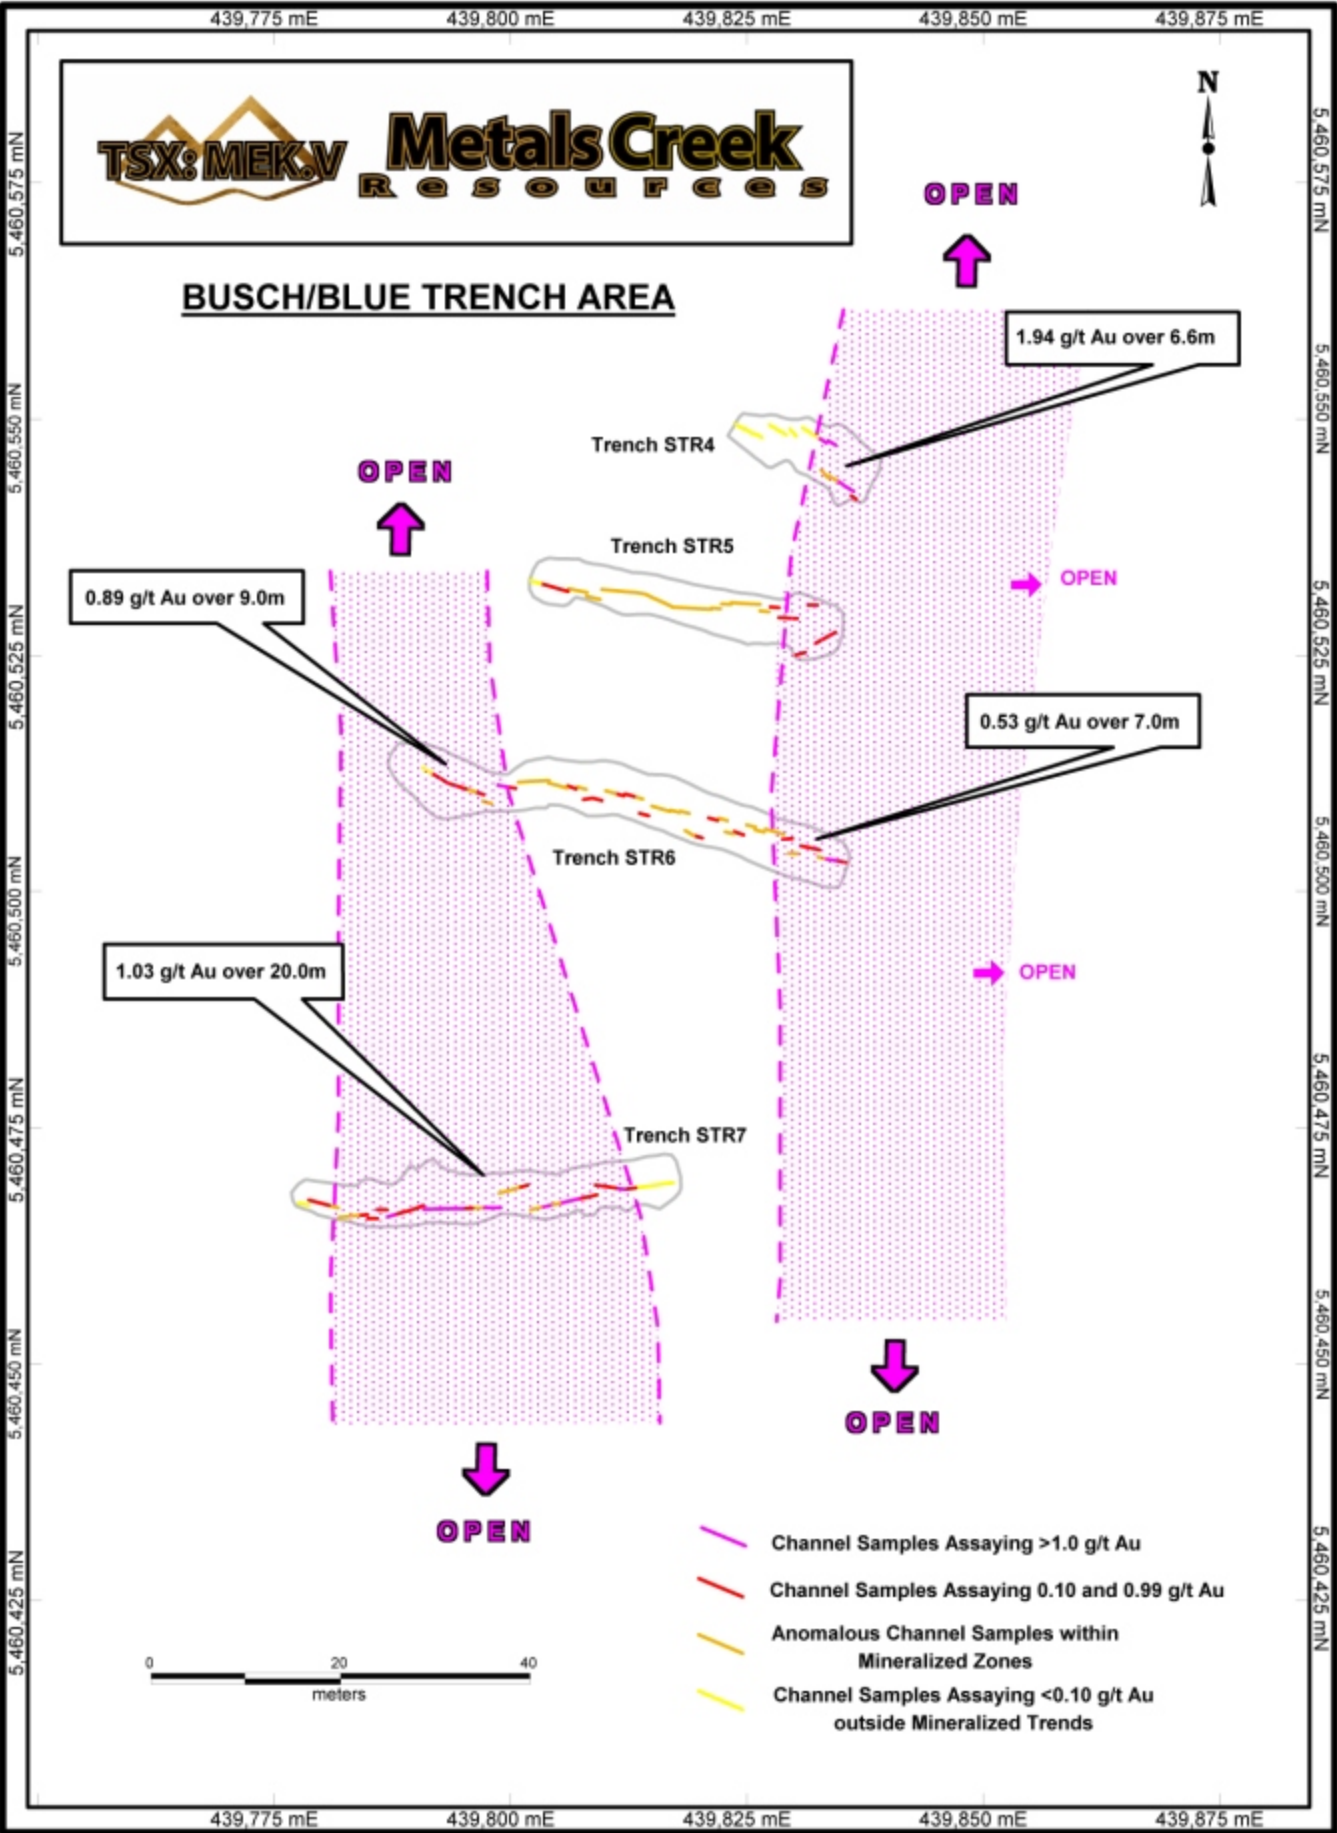 439,775 mE 439,800 mE 439,825 mE 439,850 mE 439,875 mE
TSX: MEK.V
Metals Creek
Resources
N
5,460,575 mN
5,460,575 mN
OPEN
BUSCH/BLUE TRENCH AREA
1.94 g/t Au over 6.6m
5,460,550 mN
5,460,550 mN
Trench STR4
OPEN
Trench STR5
OPEN
0.89 g/t Au over 9.0m
5,460,525 mN
5,460,525 mN
0.53 g/t Au over 7.0m
Trench STR6
5,460,500 mN
5,460,500 mN
1.03 g/t Au over 20.0m
OPEN
5,460,475 mN
5,460,475 mN
Trench STR7
5,460,450 mN
5,460,450 mN
OPEN
OPEN
Channel Samples Assaying >1.0 g/t Au
Channel Samples Assaying 0.10 and 0.99 g/t Au
5,460,425 mN
5,460,425 mN
Anomalous Channel Samples within
Mineralized Zones
0 20 40
meters
Channel Samples Assaying <0.10 g/t Au
outside Mineralized Trends
439,775 mE 439,800 mE 439,825 mE 439,850 mE 439,875 mE